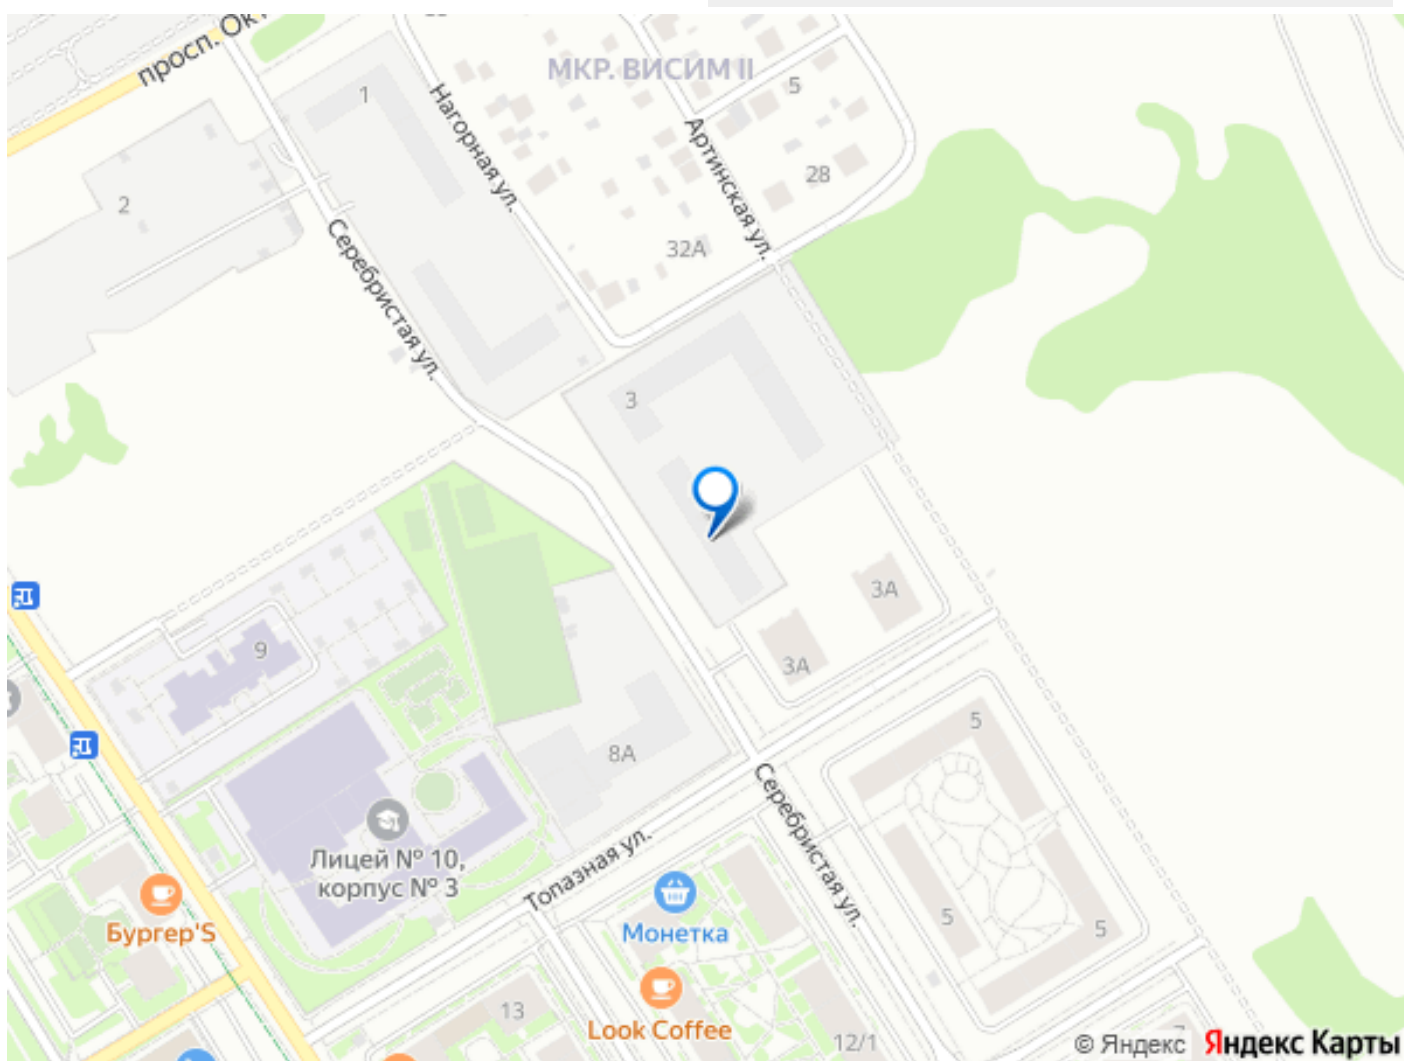 просп. Ок
1
Нагорная ул.
МКР. ВИСИМ II
5
Артинская ул.
28
2
Серебристая ул.
32А
3
3А
3А
9
8А
5
Серебристая ул.
Лицей № 10,
корпус № 3
Топазная ул.
Бургер'S
Монетка
5
5
13
Look Coffee
12/1
© Яндекс Яндекс Карты